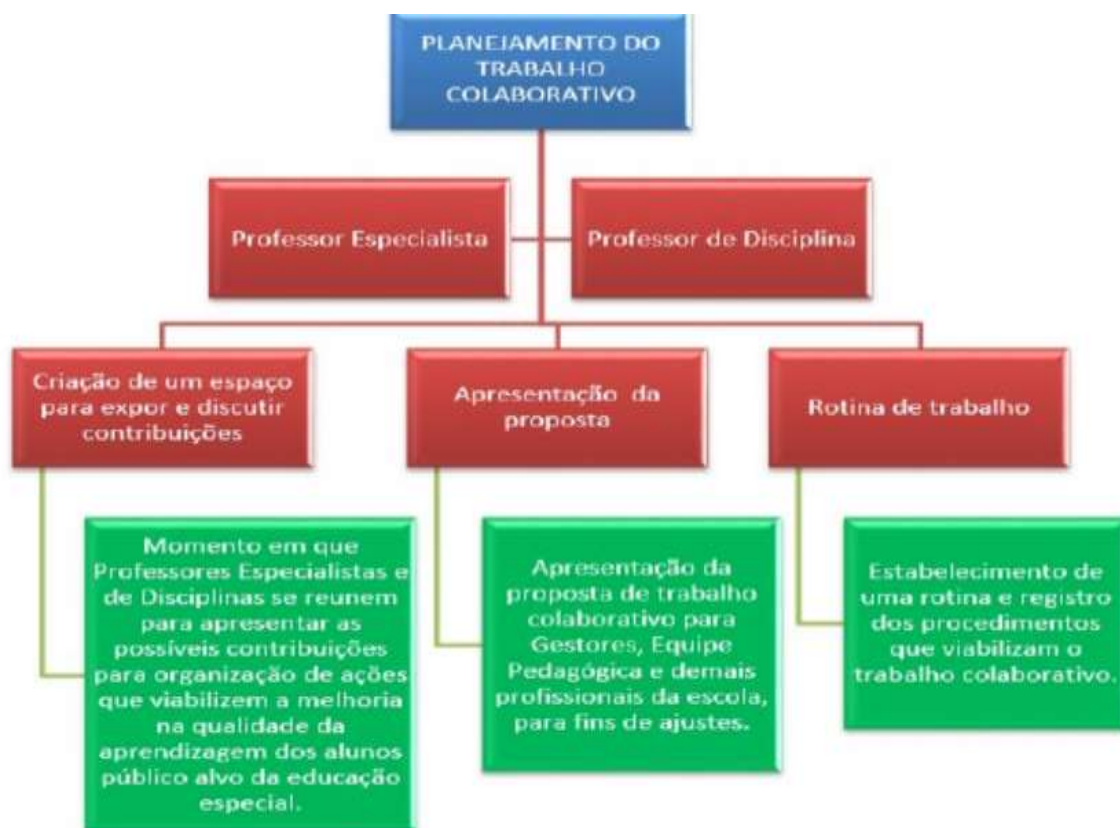 PLANEJAMENTO DO
TRABALHO
COLABORATIVO
Professor Especialista
Professor de Disciplina
Criação de um espaço
para expor e discutir
contribuições
Apresentação da
proposta
Rotina de trabalho
Momento em que
Professores Especialistas e
de Disciplinas se reunem
para apresentar as
possíveis contribuições
para organização de ações
que viabilizem a melhoria
na qualidade da
aprendizagem dos alunos
público alvo da educação
especial.
Apresentação da
proposta de trabalho
colaborativo para
Gestores, Equipe
Pedagógica e demais
profissionais da escola,
para fins de ajustes.
Estabelecimento de
uma rotina e registro
dos procedimentos
que viabilizam o
trabalho colaborativo.